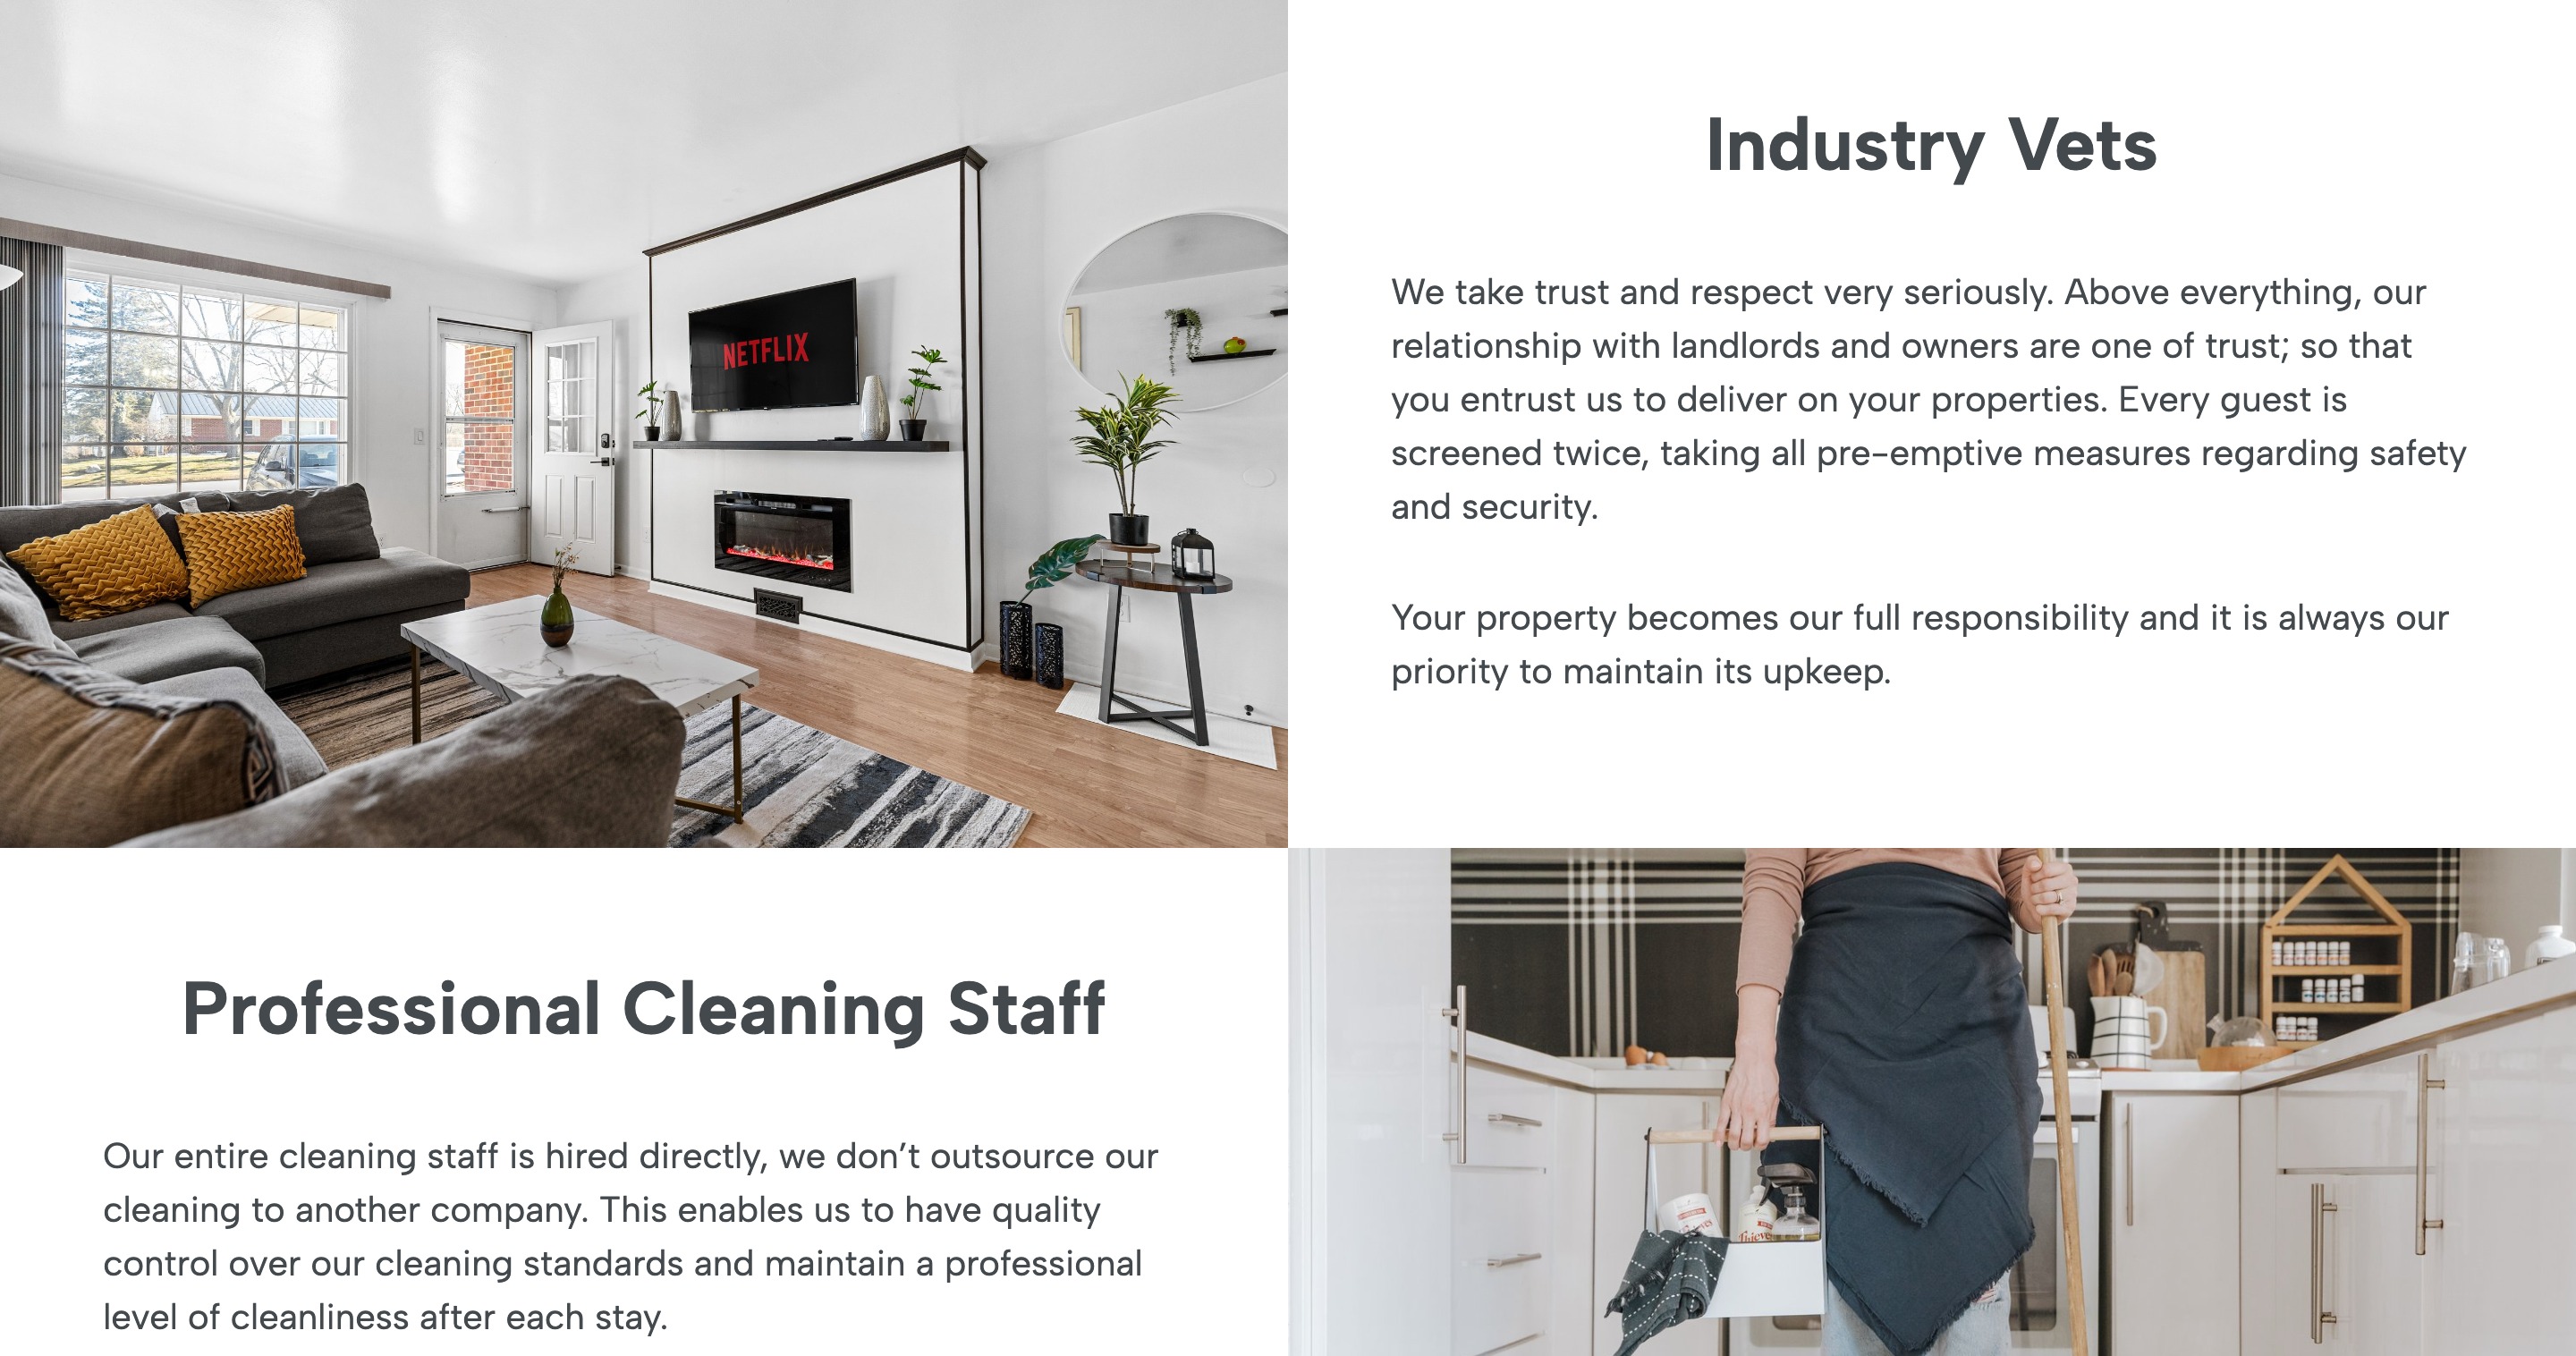 NETFLIX
Industry Vets
We take trust and respect very seriously. Above everything, our
relationship with landlords and owners are one of trust; so that
you entrust us to deliver on your properties. Every guest is
screened twice, taking all pre-emptive measures regarding safety
and security.
Your property becomes our full responsibility and it is always our
priority to maintain its upkeep.
Professional Cleaning Staff
Our entire cleaning staff is hired directly, we don’t outsource our
cleaning to another company. This enables us to have quality
control over our cleaning standards and maintain a professional
level of cleanliness after each stay.
Thieves